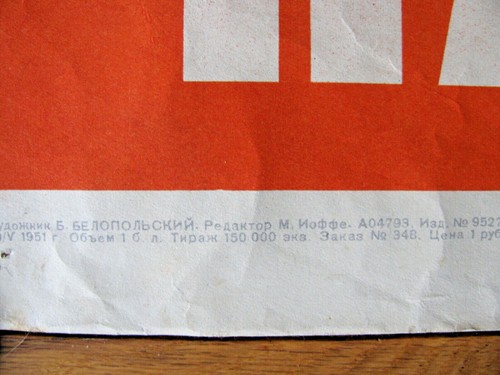 удожник Б. БЕЛОПОЛЬСКИЙ. Редактор М. Иоффе. А04793. Изд. № 952
/V 1951 г. Объем 1 б. л. Тираж 150 000 экз. Заказ № 348. Цена 1 руб